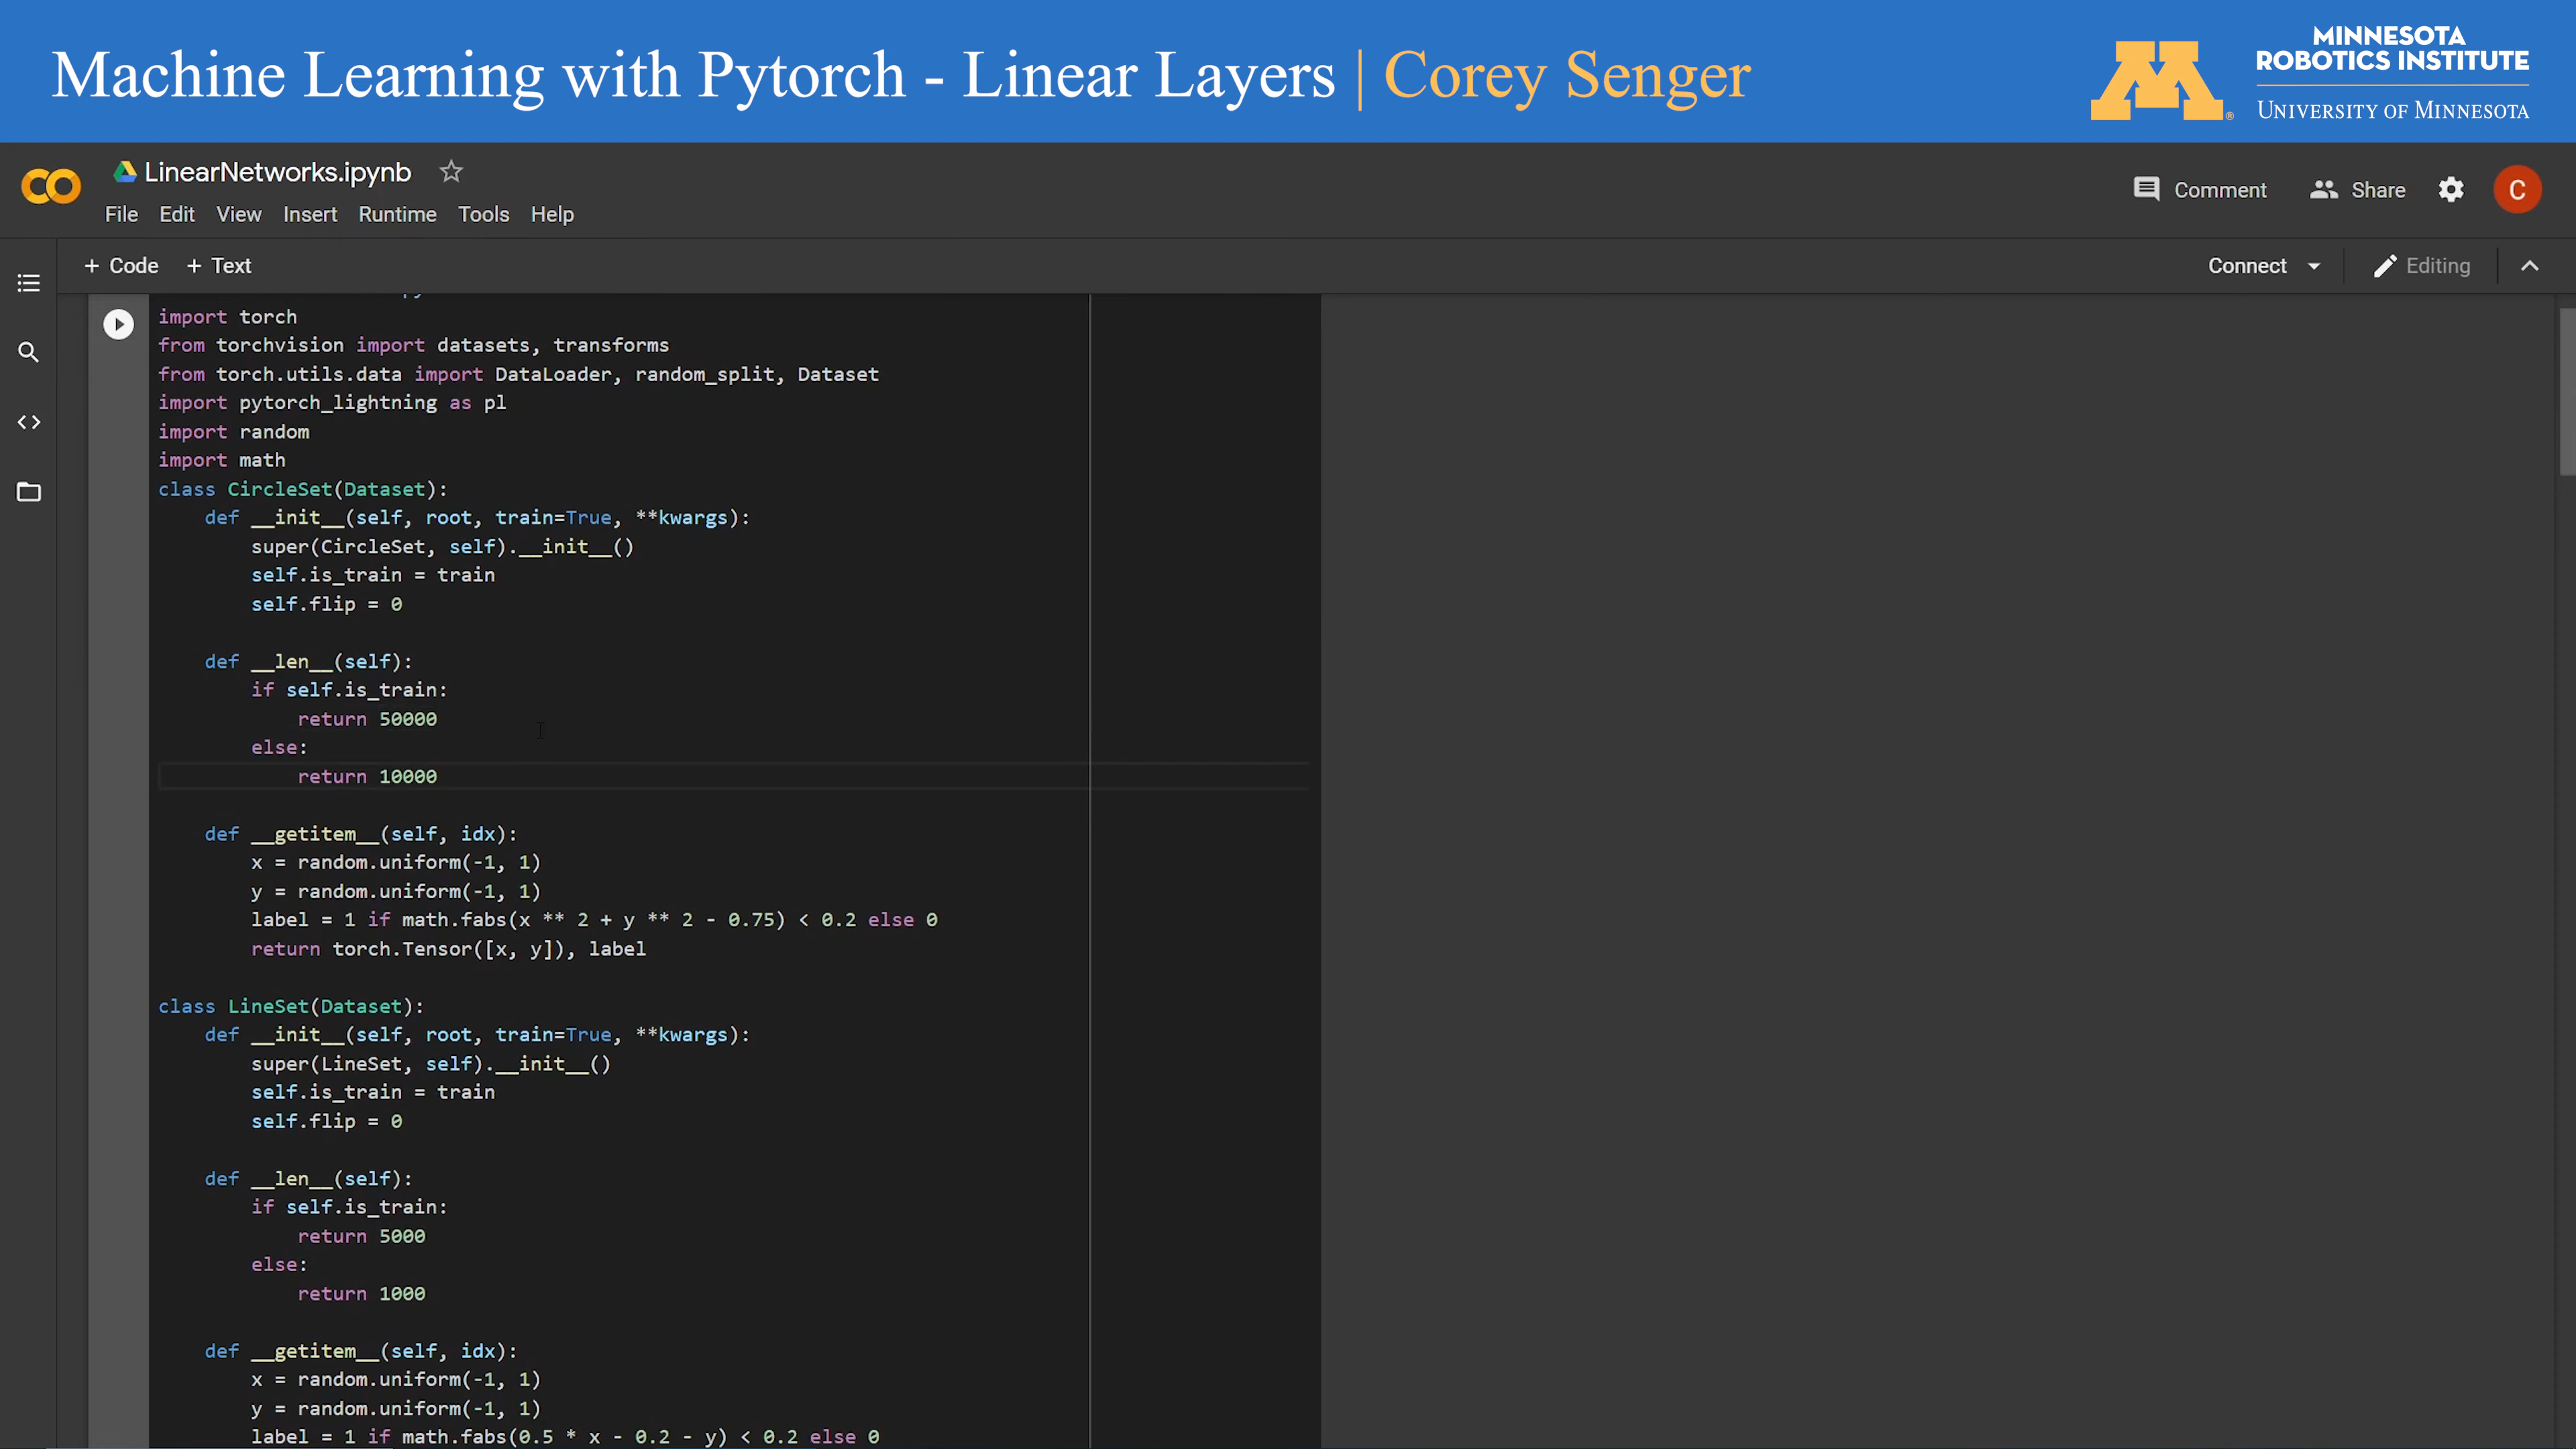 Machine Learning with Pytorch - Linear Layers | Corey Senger
MINNESOTA
ROBOTICS INSTITUTE
UNIVERSITY OF MINNESOTA
LinearNetworks.ipynb
File Edit View Insert Runtime Tools Help
Comment Share C
+ Code + Text
Connect Editing
import torch
from torchvision import datasets, transforms
from torch.utils.data import DataLoader, random_split, Dataset
import pytorch_lightning as pl
import random
import math
class CircleSet(Dataset):
    def __init__(self, root, train=True, **kwargs):
        super(CircleSet, self).__init__()
        self.is_train = train
        self.flip = 0
    def __len__(self):
        if self.is_train:
            return 50000
        else:
            return 10000
    def __getitem__(self, idx):
        x = random.uniform(-1, 1)
        y = random.uniform(-1, 1)
        label = 1 if math.fabs(x ** 2 + y ** 2 - 0.75) < 0.2 else 0
        return torch.Tensor([x, y]), label
class LineSet(Dataset):
    def __init__(self, root, train=True, **kwargs):
        super(LineSet, self).__init__()
        self.is_train = train
        self.flip = 0
    def __len__(self):
        if self.is_train:
            return 5000
        else:
            return 1000
    def __getitem__(self, idx):
        x = random.uniform(-1, 1)
        y = random.uniform(-1, 1)
        label = 1 if math.fabs(0.5 * x - 0.2 - y) < 0.2 else 0